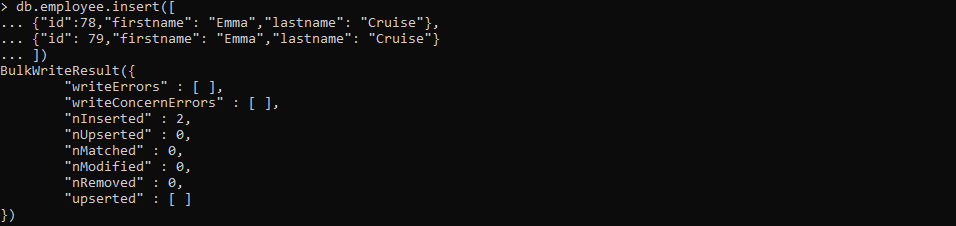 > db.employee.insert([
... {"id":78,"firstname": "Emma","lastname": "Cruise"},
... {"id": 79,"firstname": "Emma","lastname": "Cruise"}
... ])
BulkWriteResult({
        "writeErrors" : [ ],
        "writeConcernErrors" : [ ],
        "nInserted" : 2,
        "nUpserted" : 0,
        "nMatched" : 0,
        "nModified" : 0,
        "nRemoved" : 0,
        "upserted" : [ ]
})